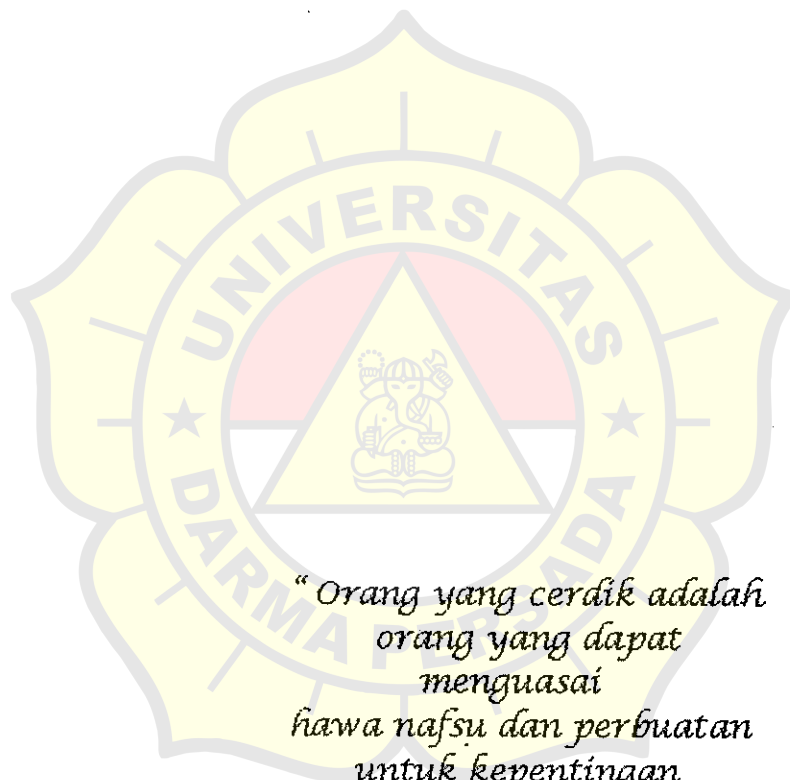 UNIVERSITAS
DARMA PERSADA
“ Orang yang cerdik adalah
orang yang dapat
menguasai
hawa nafsu dan perbuatan
untuk kepentingan